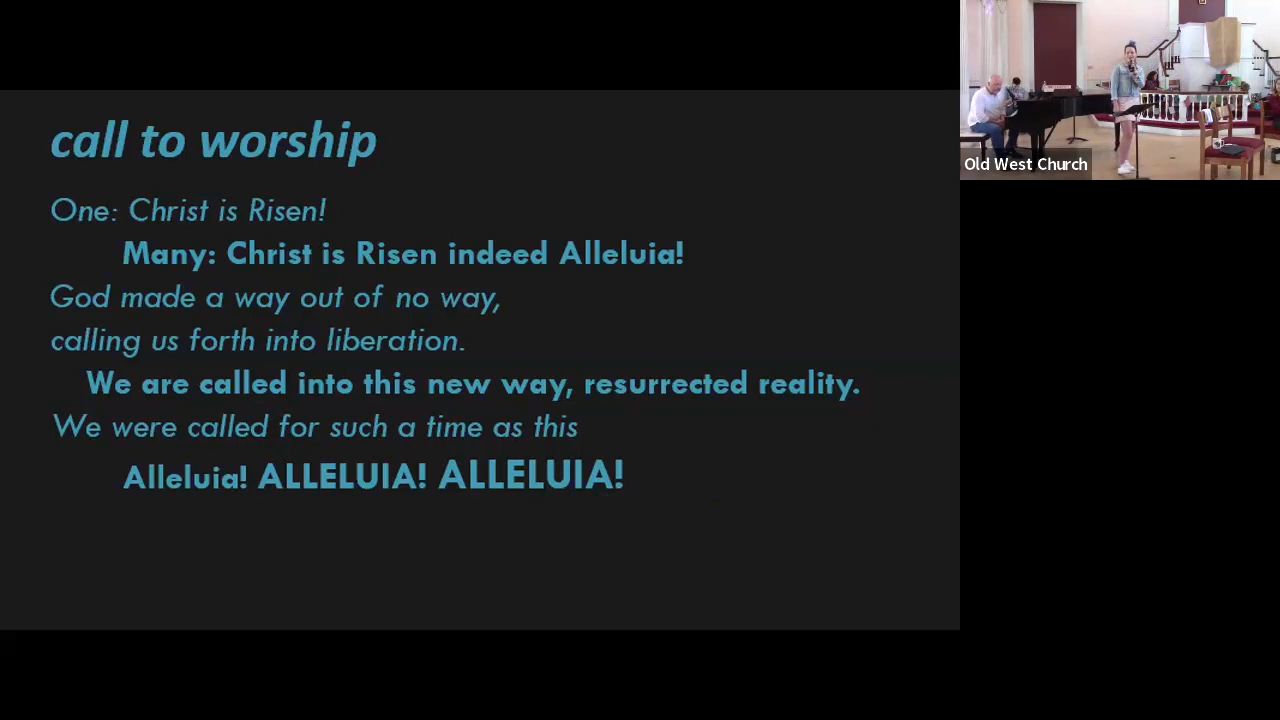 call to worship
One: Christ is Risen!
Many: Christ is Risen indeed Alleluia!
God made a way out of no way,
calling us forth into liberation.
We are called into this new way, resurrected reality.
We were called for such a time as this
Alleluia! ALLELUIA! ALLELUIA!
Old West Church